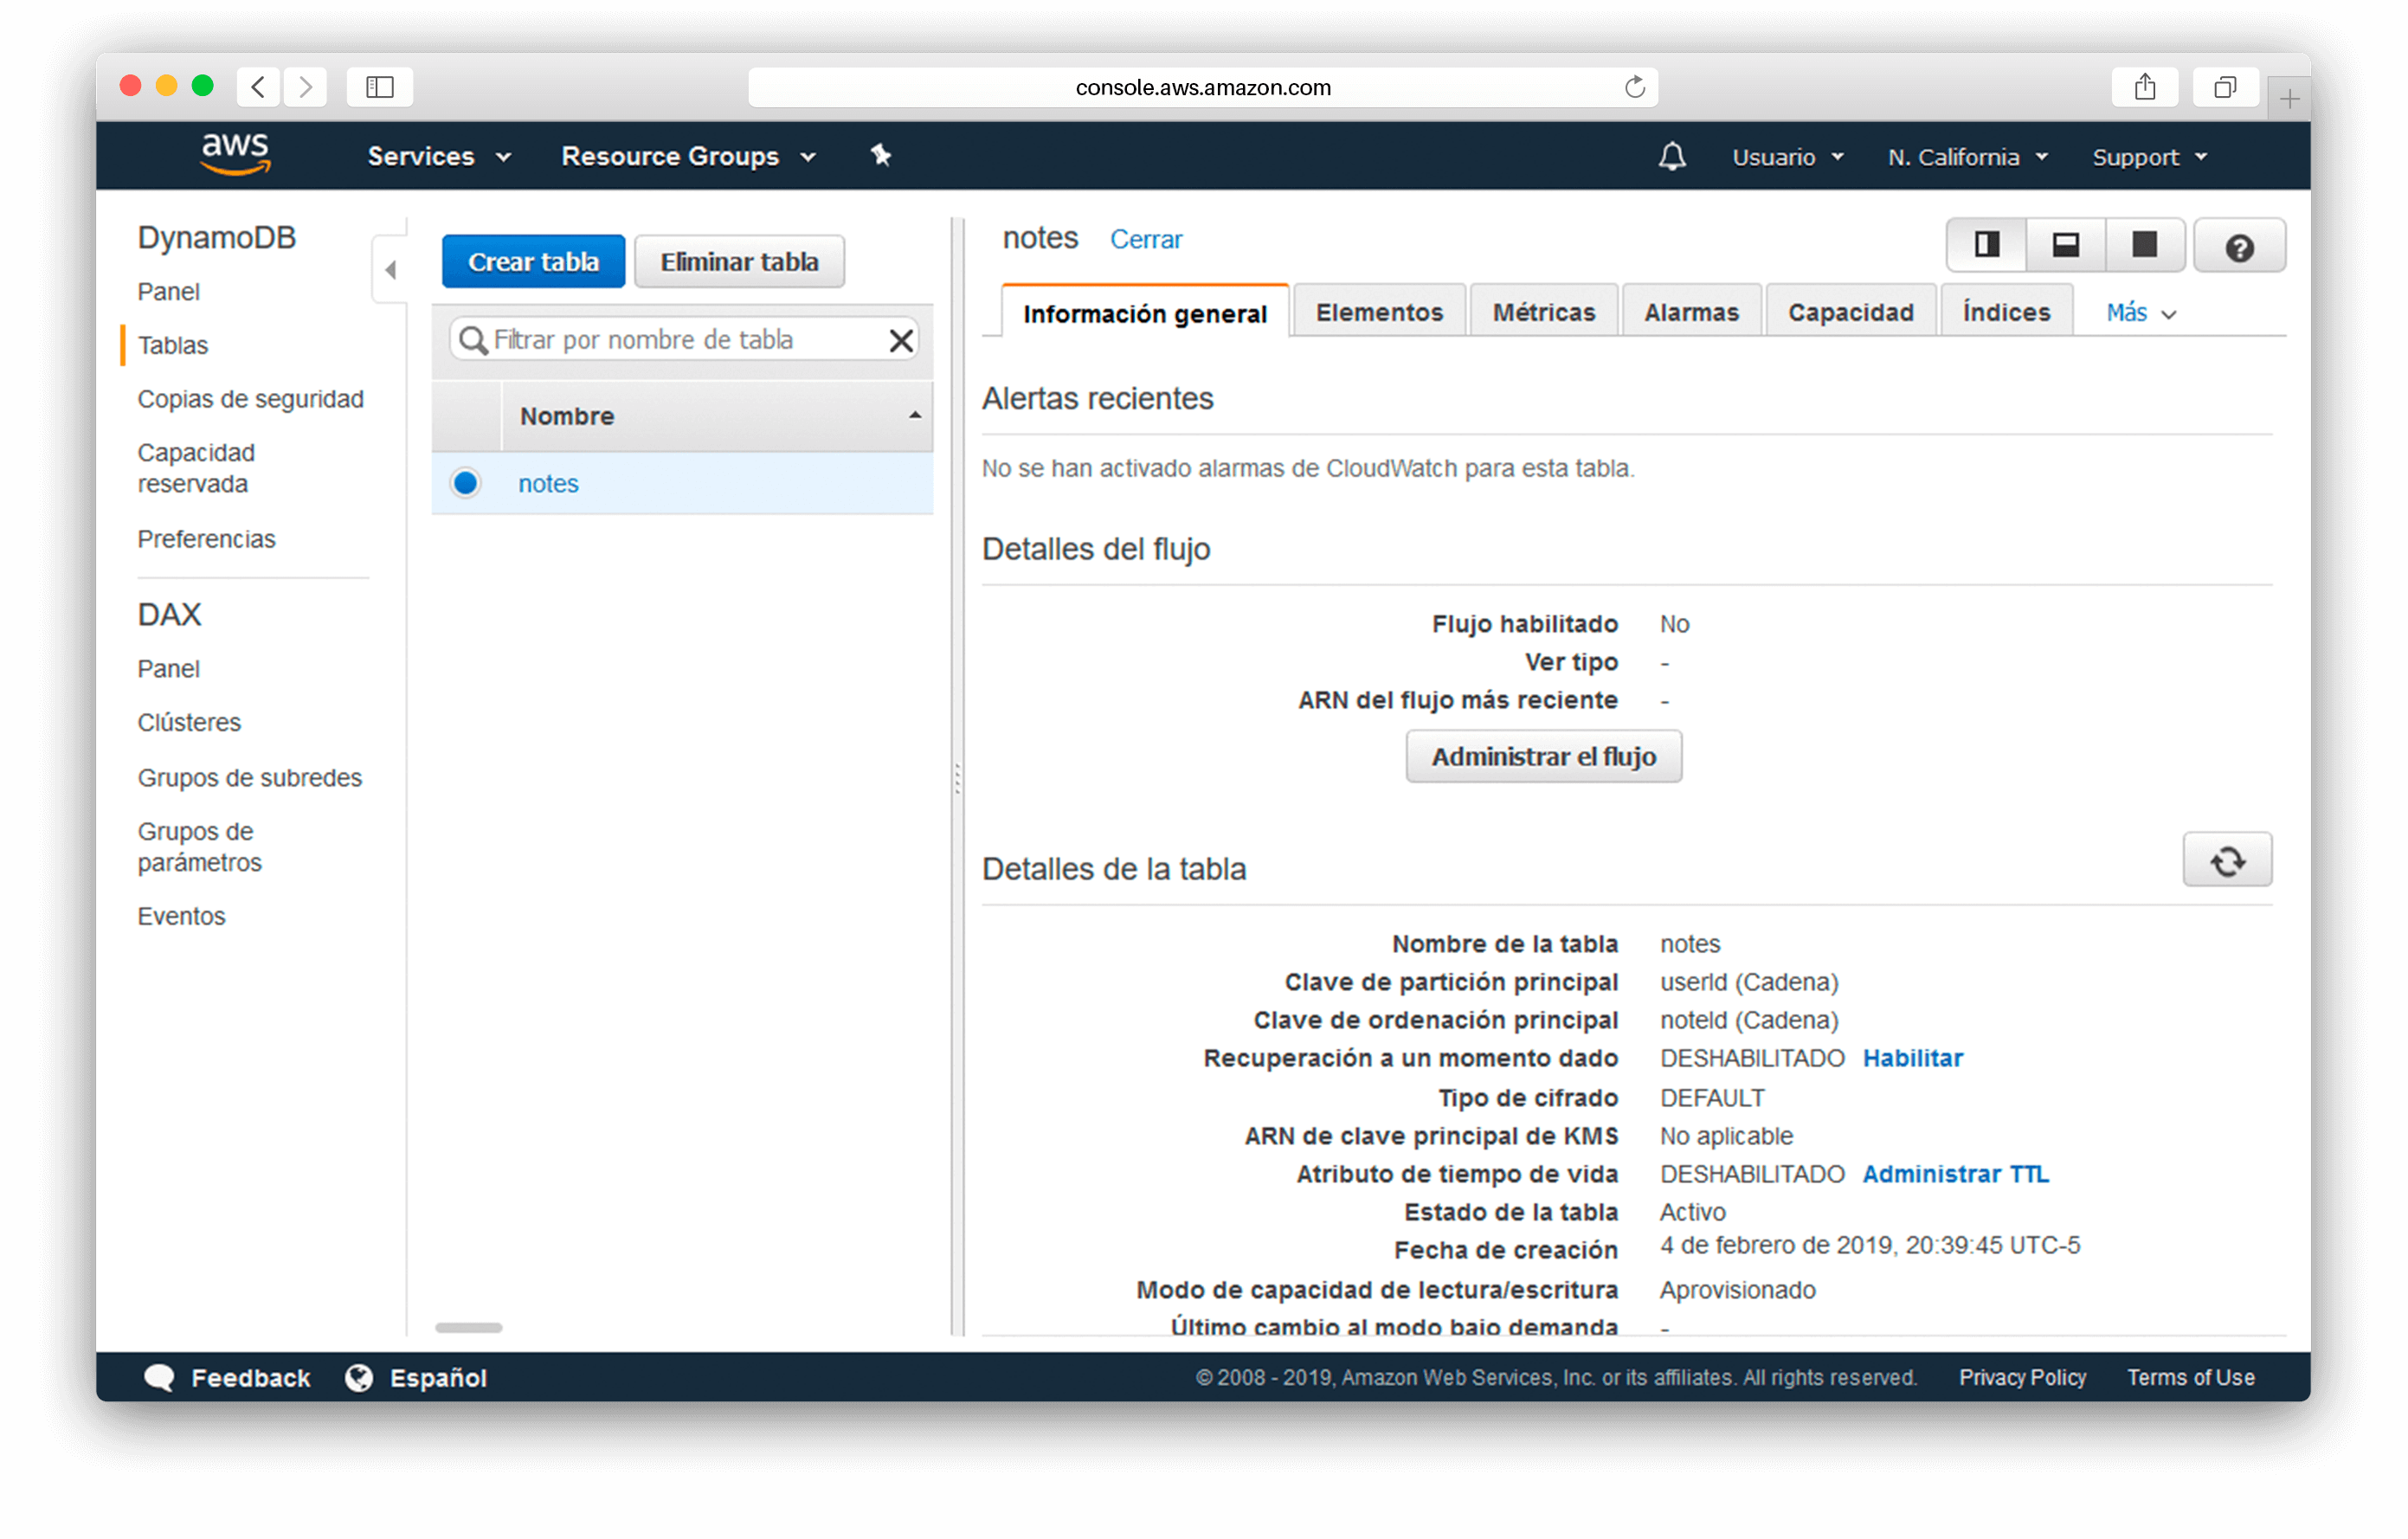 console.aws.amazon.com
aws
Services
Resource Groups
Usuario
N. California
Support
DynamoDB
Panel
Tablas
Copias de seguridad
Capacidad
reservada
Preferencias
DAX
Panel
Clústeres
Grupos de subredes
Grupos de
parámetros
Eventos
Crear tabla
Eliminar tabla
Filtrar por nombre de tabla
Nombre
notes
notes Cerrar
Información general
Elementos
Métricas
Alarmas
Capacidad
Índices
Más
Alertas recientes
No se han activado alarmas de CloudWatch para esta tabla.
Detalles del flujo
Flujo habilitado No
Ver tipo -
ARN del flujo más reciente -
Administrar el flujo
Detalles de la tabla
Nombre de la tabla notes
Clave de partición principal userId (Cadena)
Clave de ordenación principal noteId (Cadena)
Recuperación a un momento dado DESHABILITADO Habilitar
Tipo de cifrado DEFAULT
ARN de clave principal de KMS No aplicable
Atributo de tiempo de vida DESHABILITADO Administrar TTL
Estado de la tabla Activo
Fecha de creación 4 de febrero de 2019, 20:39:45 UTC-5
Modo de capacidad de lectura/escritura Aprovisionado
Último cambio al modo bajo demanda -
Feedback
Español
© 2008 - 2019, Amazon Web Services, Inc. or its affiliates. All rights reserved.
Privacy Policy
Terms of Use